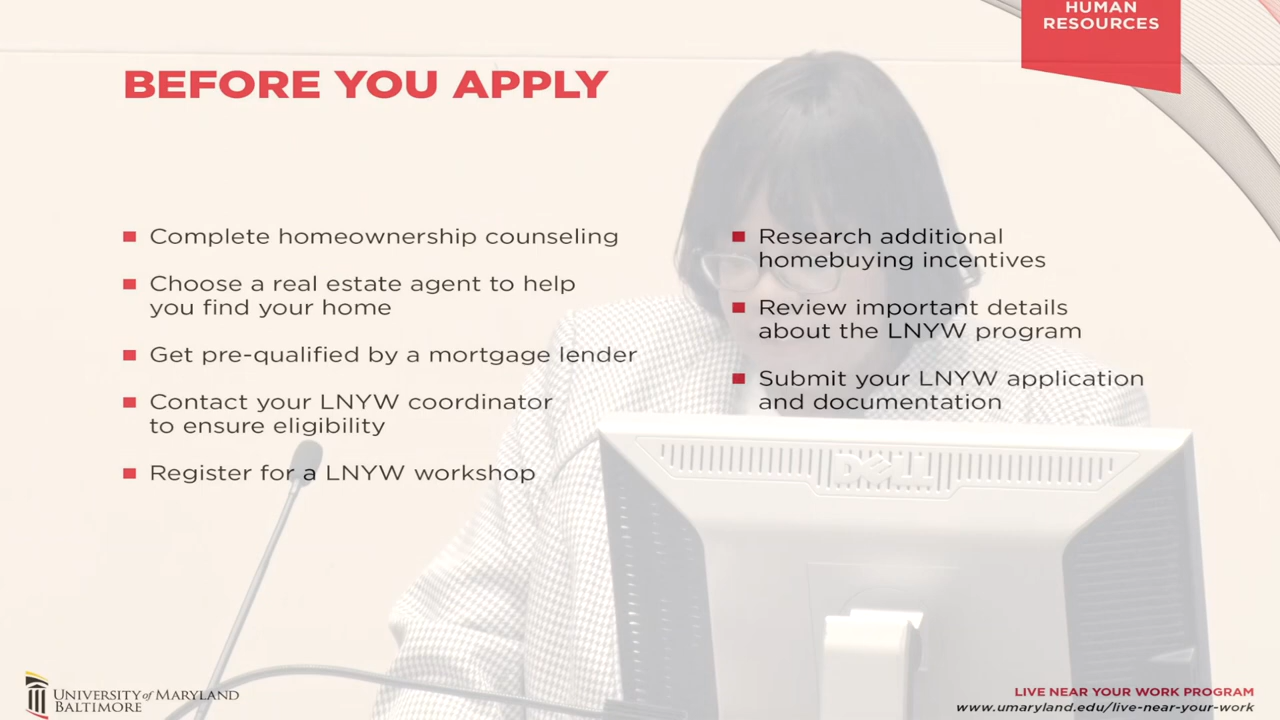 HUMAN
RESOURCES
BEFORE YOU APPLY
Complete homeownership counseling
Choose a real estate agent to help
you find your home
Get pre-qualified by a mortgage lender
Contact your LNYW coordinator
to ensure eligibility
Register for a LNYW workshop
Research additional
homebuying incentives
Review important details
about the LNYW program
Submit your LNYW application
and documentation
DELL
UNIVERSITY of MARYLAND
BALTIMORE
LIVE NEAR YOUR WORK PROGRAM
www.umaryland.edu/live-near-your-work